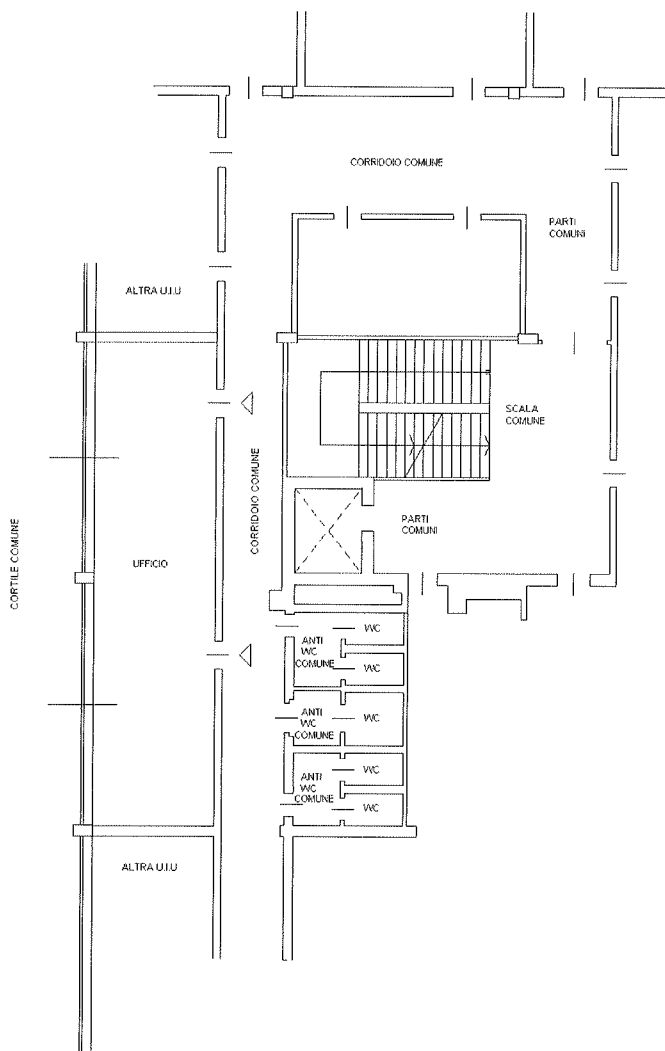 CORRIDOIO COMUNE
PARTI
COMUNI
ALTRA U.I.U
SCALA
COMUNE
CORRIDOIO COMUNE
PARTI
COMUNI
UFFICIO
CORTILE COMUNE
WC
ANTI
WC
COMUNE
WC
ANTI
WC
COMUNE
WC
WC
ANTI
WC
COMUNE
WC
ALTRA U.I.U